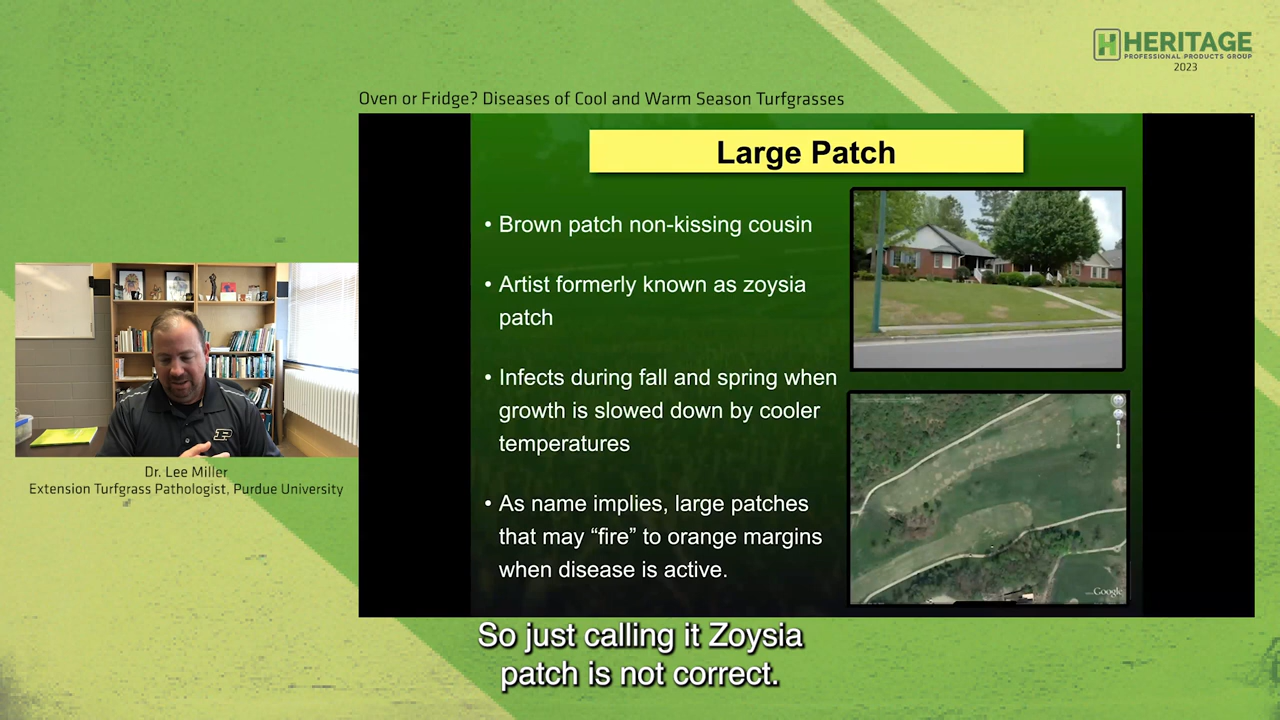 HERITAGE
PROFESSIONAL PRODUCTS GROUP
2023
Oven or Fridge? Diseases of Cool and Warm Season Turfgrasses
Large Patch
• Brown patch non-kissing cousin
• Artist formerly known as zoysia
patch
• Infects during fall and spring when
growth is slowed down by cooler
temperatures
• As name implies, large patches
that may “fire” to orange margins
when disease is active.
Google
P
Dr. Lee Miller
Extension Turfgrass Pathologist, Purdue University
So just calling it Zoysia
patch is not correct.